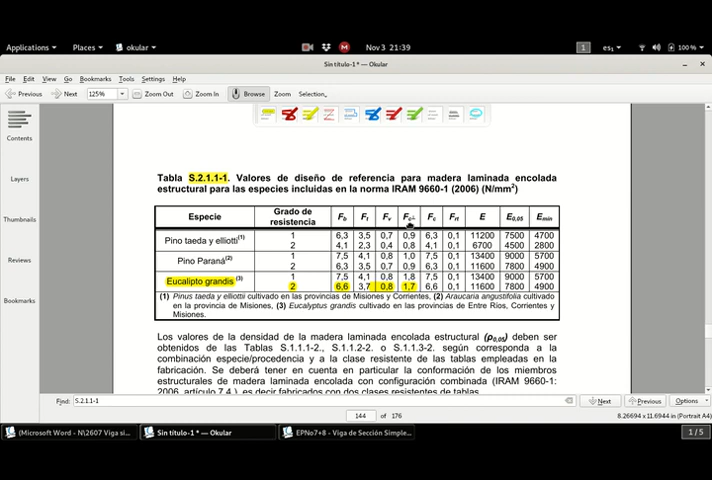 Applications Places okular Nov 3 21:39 1 es₁ 100 %
Sin título-1 * — Okular
File Edit View Go Bookmarks Tools Settings Help
Previous Next 125% Zoom Out Zoom In Browse Zoom Selection
Contents
Layers
Thumbnails
Reviews
Bookmarks
Tabla S.2.1.1-1. Valores de diseño de referencia para madera laminada encolada
estructural para las especies incluidas en la norma IRAM 9660-1 (2006) (N/mm²)
Especie Grado de resistencia Fb Ft Fv Fc⊥ Fc Frt E E0,05 Emin
Pino taeda y elliotti(1) 1 6,3 3,5 0,7 0,9 6,3 0,1 11200 7500 4700
2 4,1 2,3 0,4 0,8 4,1 0,1 6700 4500 2800
Pino Paraná(2) 1 7,5 4,1 0,8 1,0 7,5 0,1 13400 9000 5700
2 6,3 3,5 0,7 0,9 6,3 0,1 11600 7800 4900
Eucalipto grandis (3) 1 7,5 4,1 0,8 1,8 7,5 0,1 13400 9000 5700
2 6,6 3,7 0,8 1,7 6,6 0,1 11600 7800 4900
(1) Pinus taeda y elliottii cultivado en las provincias de Misiones y Corrientes, (2) Araucaria angustifolia cultivado
en la provincia de Misiones, (3) Eucalyptus grandis cultivado en las provincias de Entre Ríos, Corrientes y
Misiones.
Los valores de la densidad de la madera laminada encolada estructural (ρ0,05) deben ser
obtenidos de las Tablas S.1.1.1-2., S.1.1.2-2. o S.1.1.3-2. según corresponda a la
combinación especie/procedencia y a la clase resistente de las tablas empleadas en la
fabricación. Se deberá tener en cuenta en particular la conformación de los miembros
estructurales de madera laminada encolada con configuración combinada (IRAM 9660-1:
2006, artículo 7.4.), es decir fabricados con dos clases resistentes de tablas.
Find: S.2.1.1-1 Next Previous Options
144 of 176 8.26694 x 11.6944 in (Portrait A4)
(Microsoft Word - N\2607 Viga si... Sin título-1 * — Okular EPNo7+8 - Viga de Sección Simple... 1 / 5